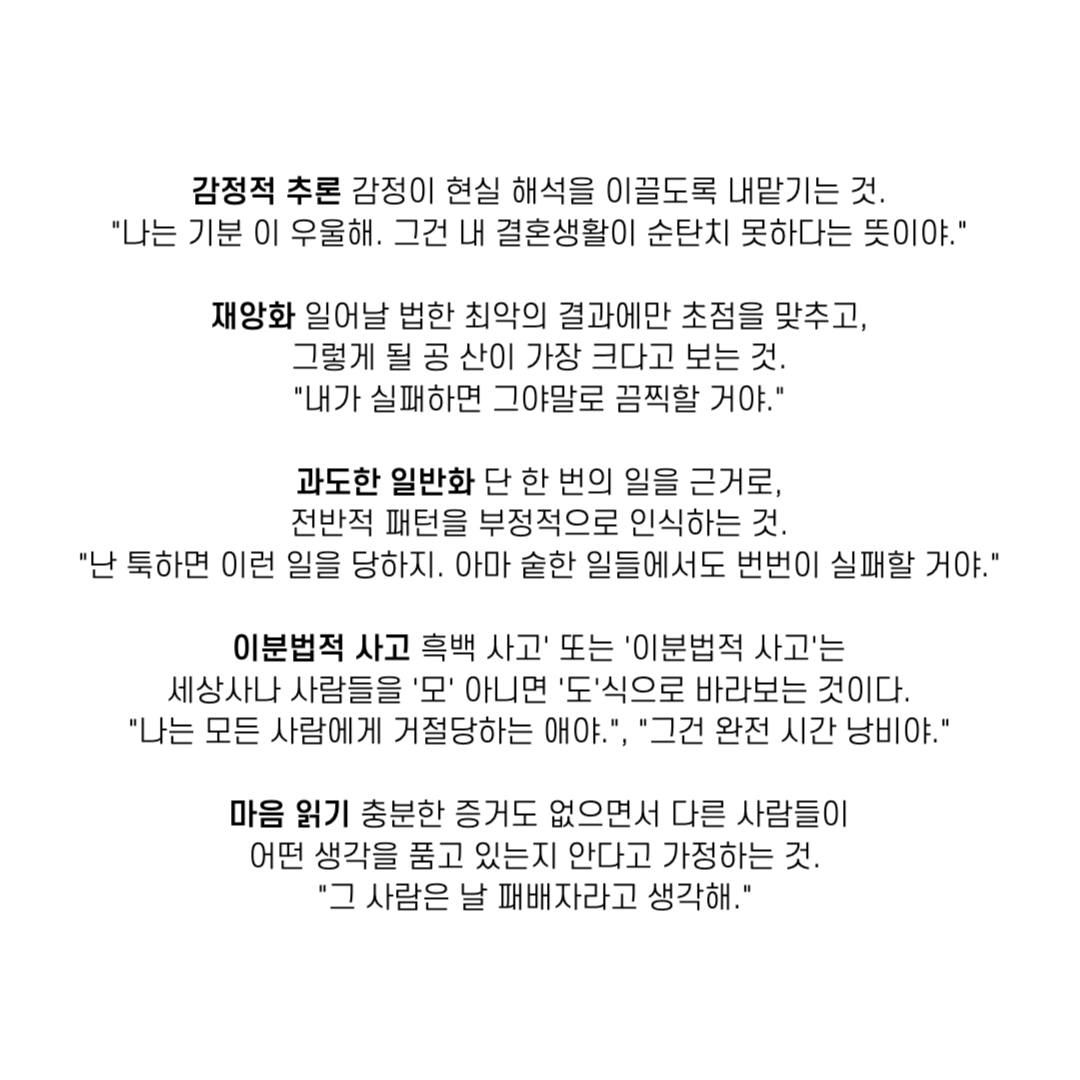 감정적 추론 감정이 현실 해석을 이끌도록 내맡기는 것.
"나는 기분 이 우울해. 그건 내 결혼생활이 순탄치 못하다는 뜻이야."
재앙화 일어날 법한 최악의 결과에만 초점을 맞추고,
그렇게 될 공 산이 가장 크다고 보는 것.
"내가 실패하면 그야말로 끔찍할 거야."
과도한 일반화 단 한 번의 일을 근거로,
전반적 패턴을 부정적으로 인식하는 것.
"난 툭하면 이런 일을 당하지. 아마 숱한 일들에서도 번번이 실패할 거야."
이분법적 사고 흑백 사고' 또는 '이분법적 사고'는
세상사나 사람들을 '모' 아니면 '도'식으로 바라보는 것이다.
"나는 모든 사람에게 거절당하는 애야.", "그건 완전 시간 낭비야."
마음 읽기 충분한 증거도 없으면서 다른 사람들이
어떤 생각을 품고 있는지 안다고 가정하는 것.
"그 사람은 날 패배자라고 생각해."